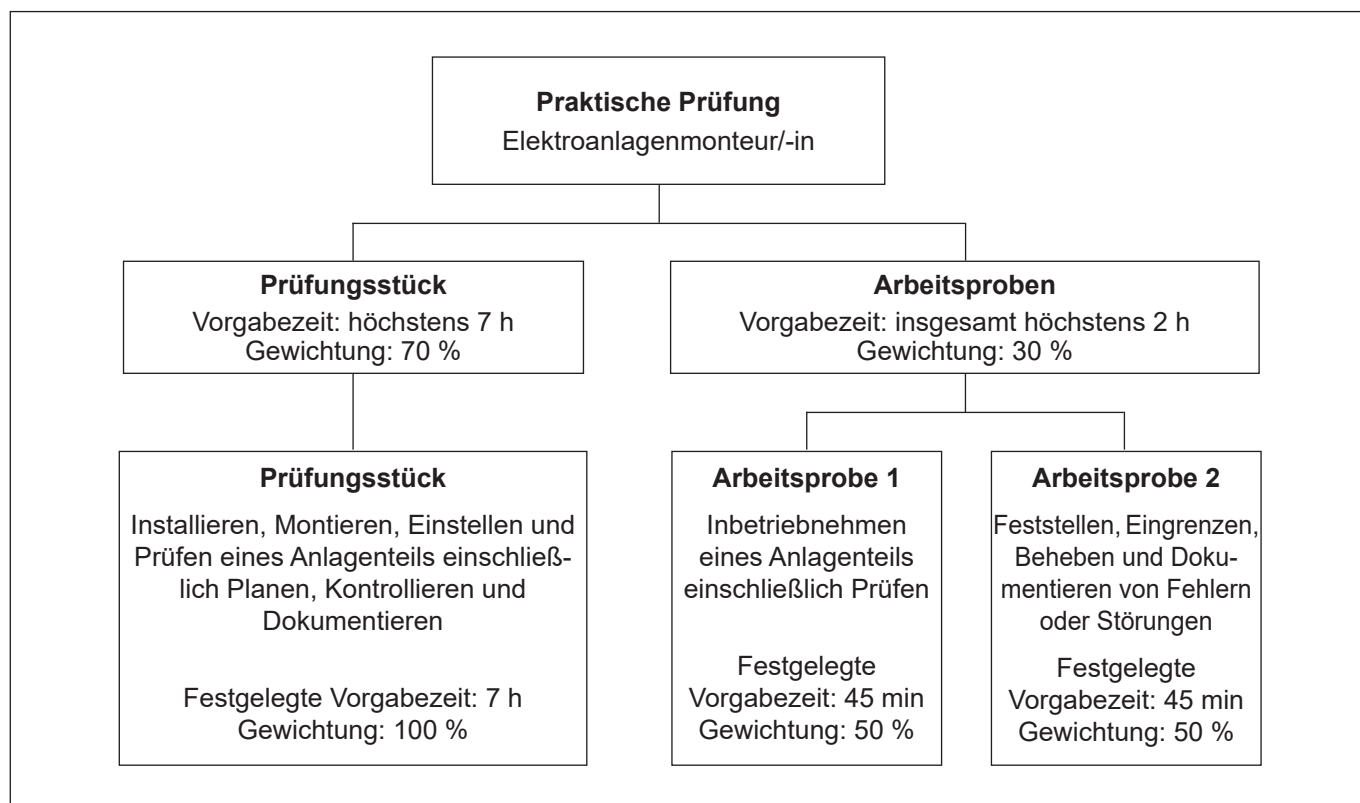 Praktische Prüfung
Elektroanlagenmonteur/-in
Prüfungsstück
Vorgabezeit: höchstens 7 h
Gewichtung: 70 %
Arbeitsproben
Vorgabezeit: insgesamt höchstens 2 h
Gewichtung: 30 %
Prüfungsstück
Installieren, Montieren, Einstellen und
Prüfen eines Anlagenteils einschließ-
lich Planen, Kontrollieren und
Dokumentieren
Festgelegte Vorgabezeit: 7 h
Gewichtung: 100 %
Arbeitsprobe 1
Inbetriebnehmen
eines Anlagenteils
einschließlich Prüfen
Festgelegte
Vorgabezeit: 45 min
Gewichtung: 50 %
Arbeitsprobe 2
Feststellen, Eingrenzen,
Beheben und Doku-
mentieren von Fehlern
oder Störungen
Festgelegte
Vorgabezeit: 45 min
Gewichtung: 50 %